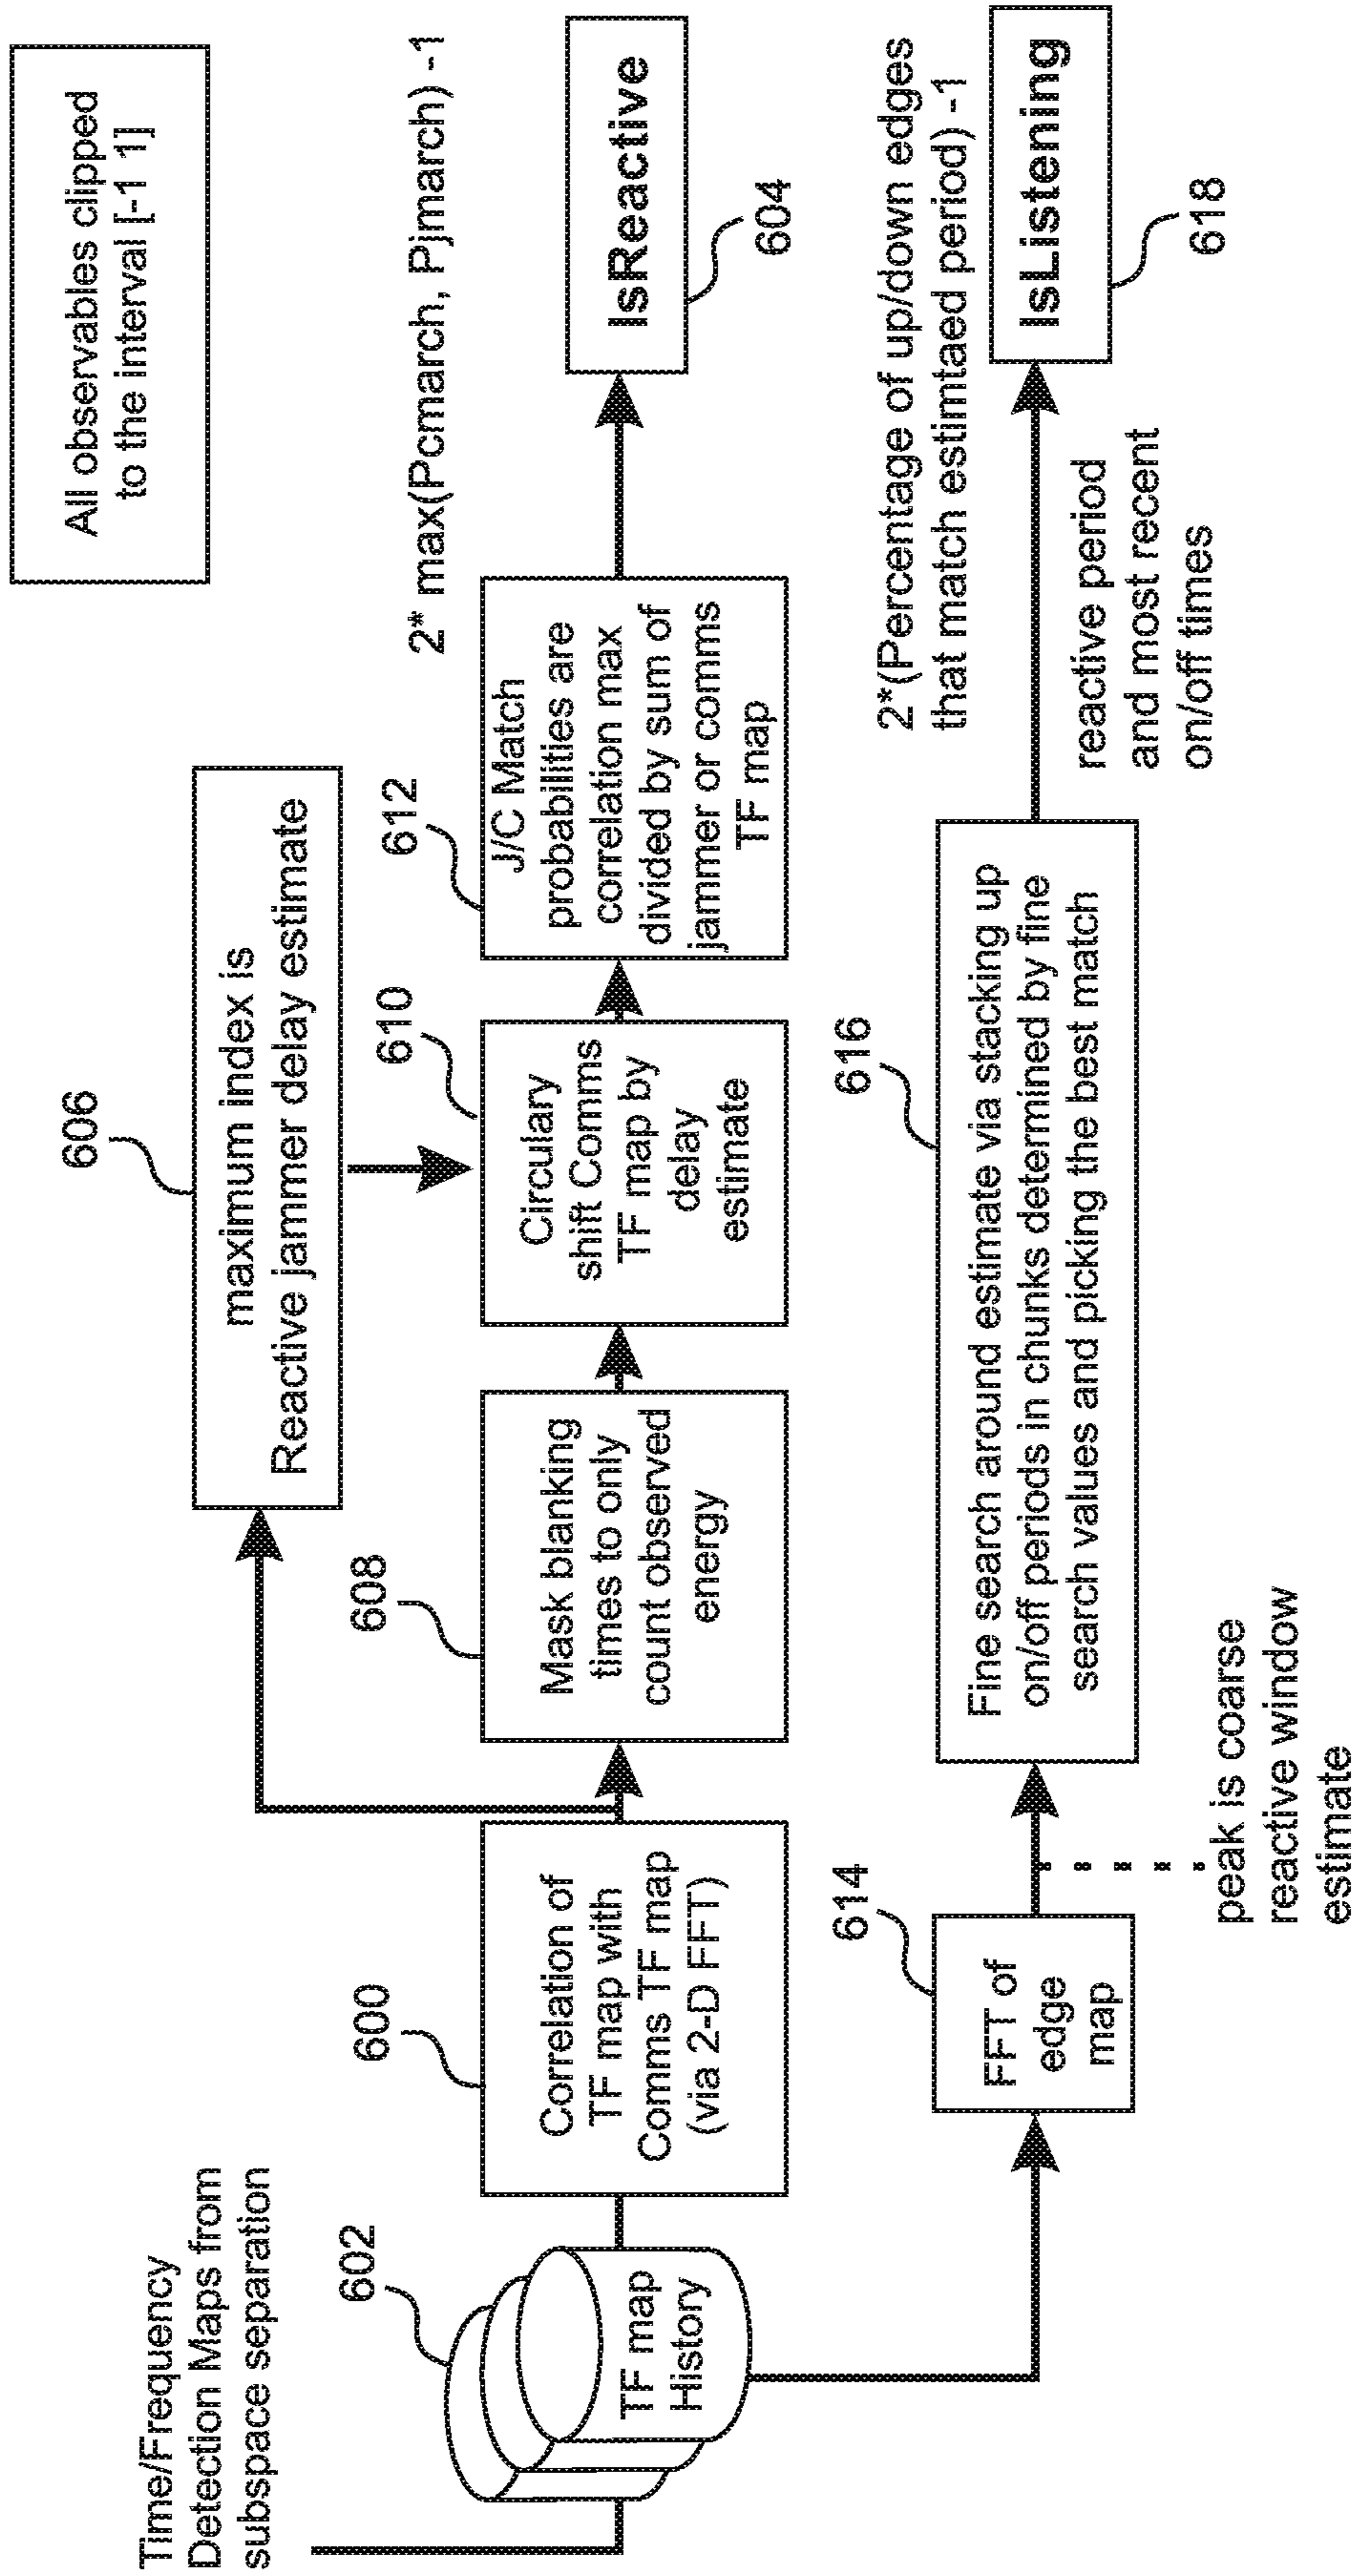 Time/Frequency
Detection Maps from
subspace separation
602
TF map
History
600
Correlation of
TF map with
Comms TF map
(via 2-D FFT)
606
maximum index is
Reactive jammer delay estimate
608
Mask blanking
times to only
count observed
energy
610
Circulary
shift Comms
TF map by
delay
estimate
612
J/C Match
probabilities are
correlation max
divided by sum of
jammer or comms
TF map
2* max(Pcmarch, Pjmarch) -1
IsReactive
604
All observables clipped
to the interval [-1 1]
614
FFT of
edge
map
peak is coarse
reactive window
estimate
616
Fine search around estimate via stacking up
on/off periods in chunks determined by fine
search values and picking the best match
2*(Percentage of up/down edges
that match estimtaed period) -1
reactive period
and most recent
on/off times
IsListening
618